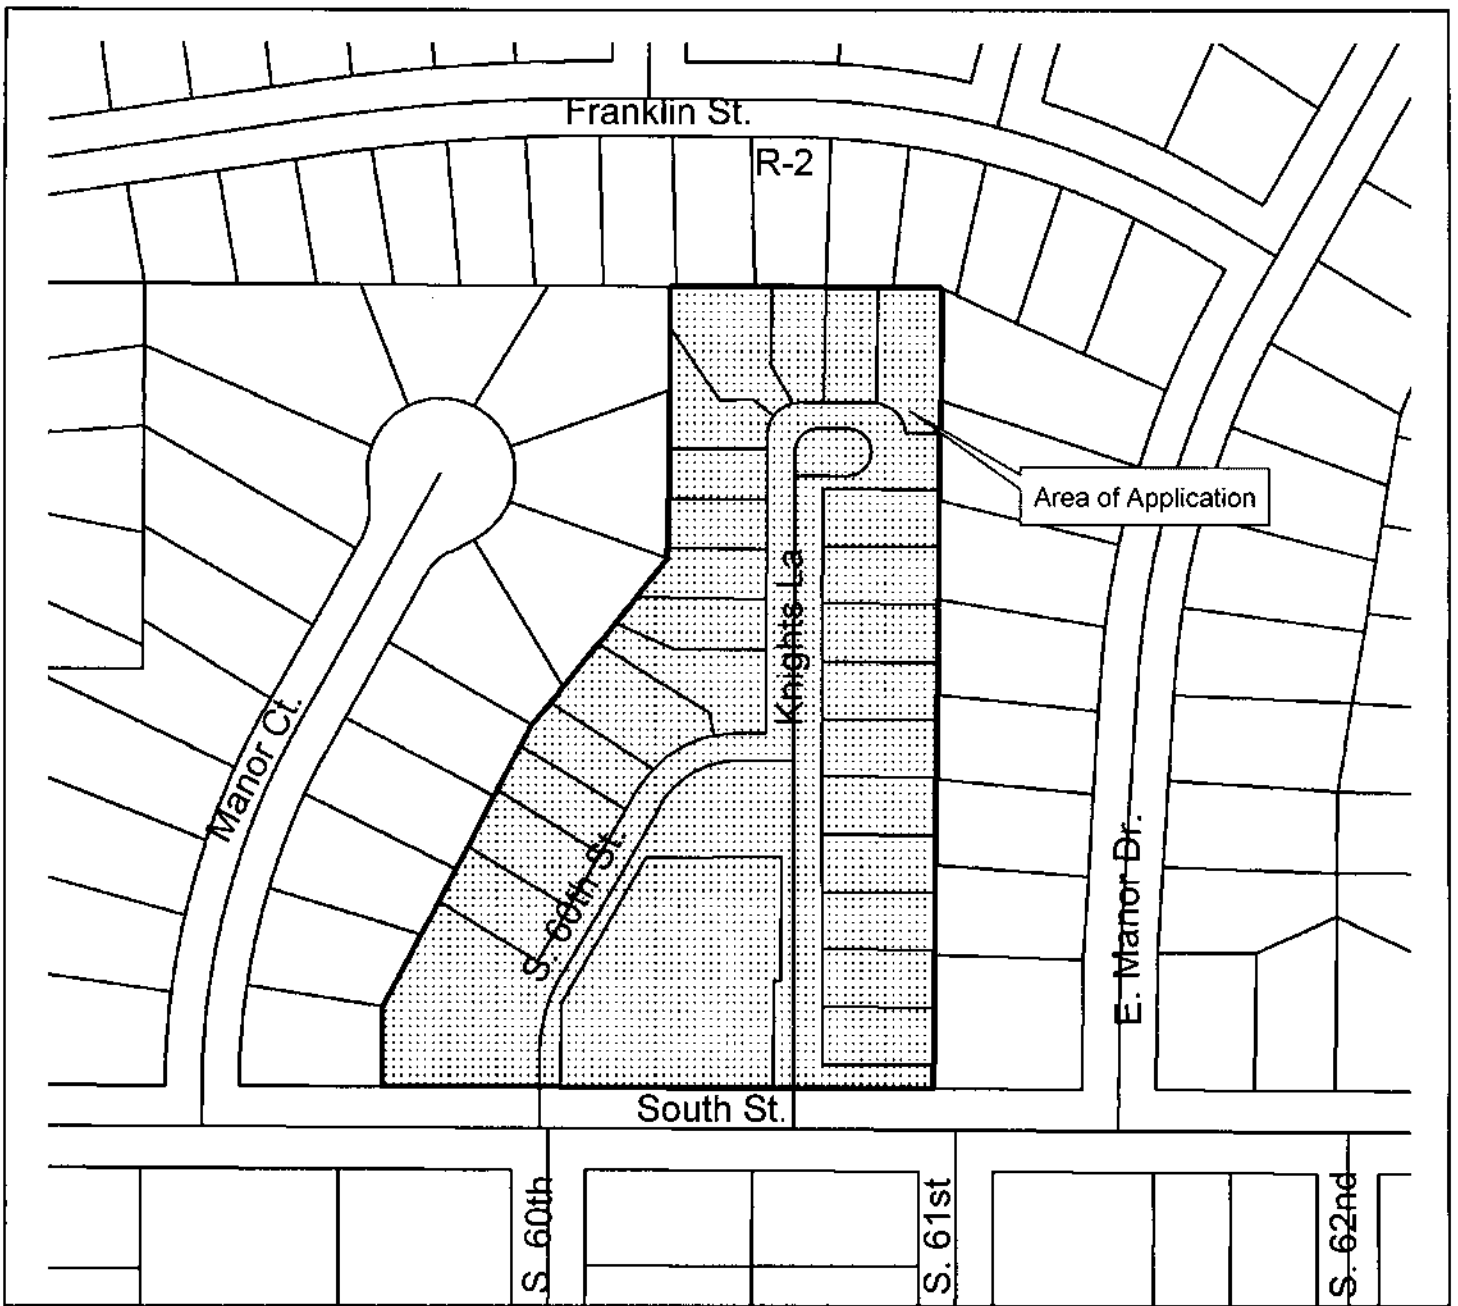 Franklin St.
R-2
Area of Application
Knights La
Manor Ct.
S. 60th St.
E. Manor Dr.
South St.
S. 60th
S. 61st
S. 62nd